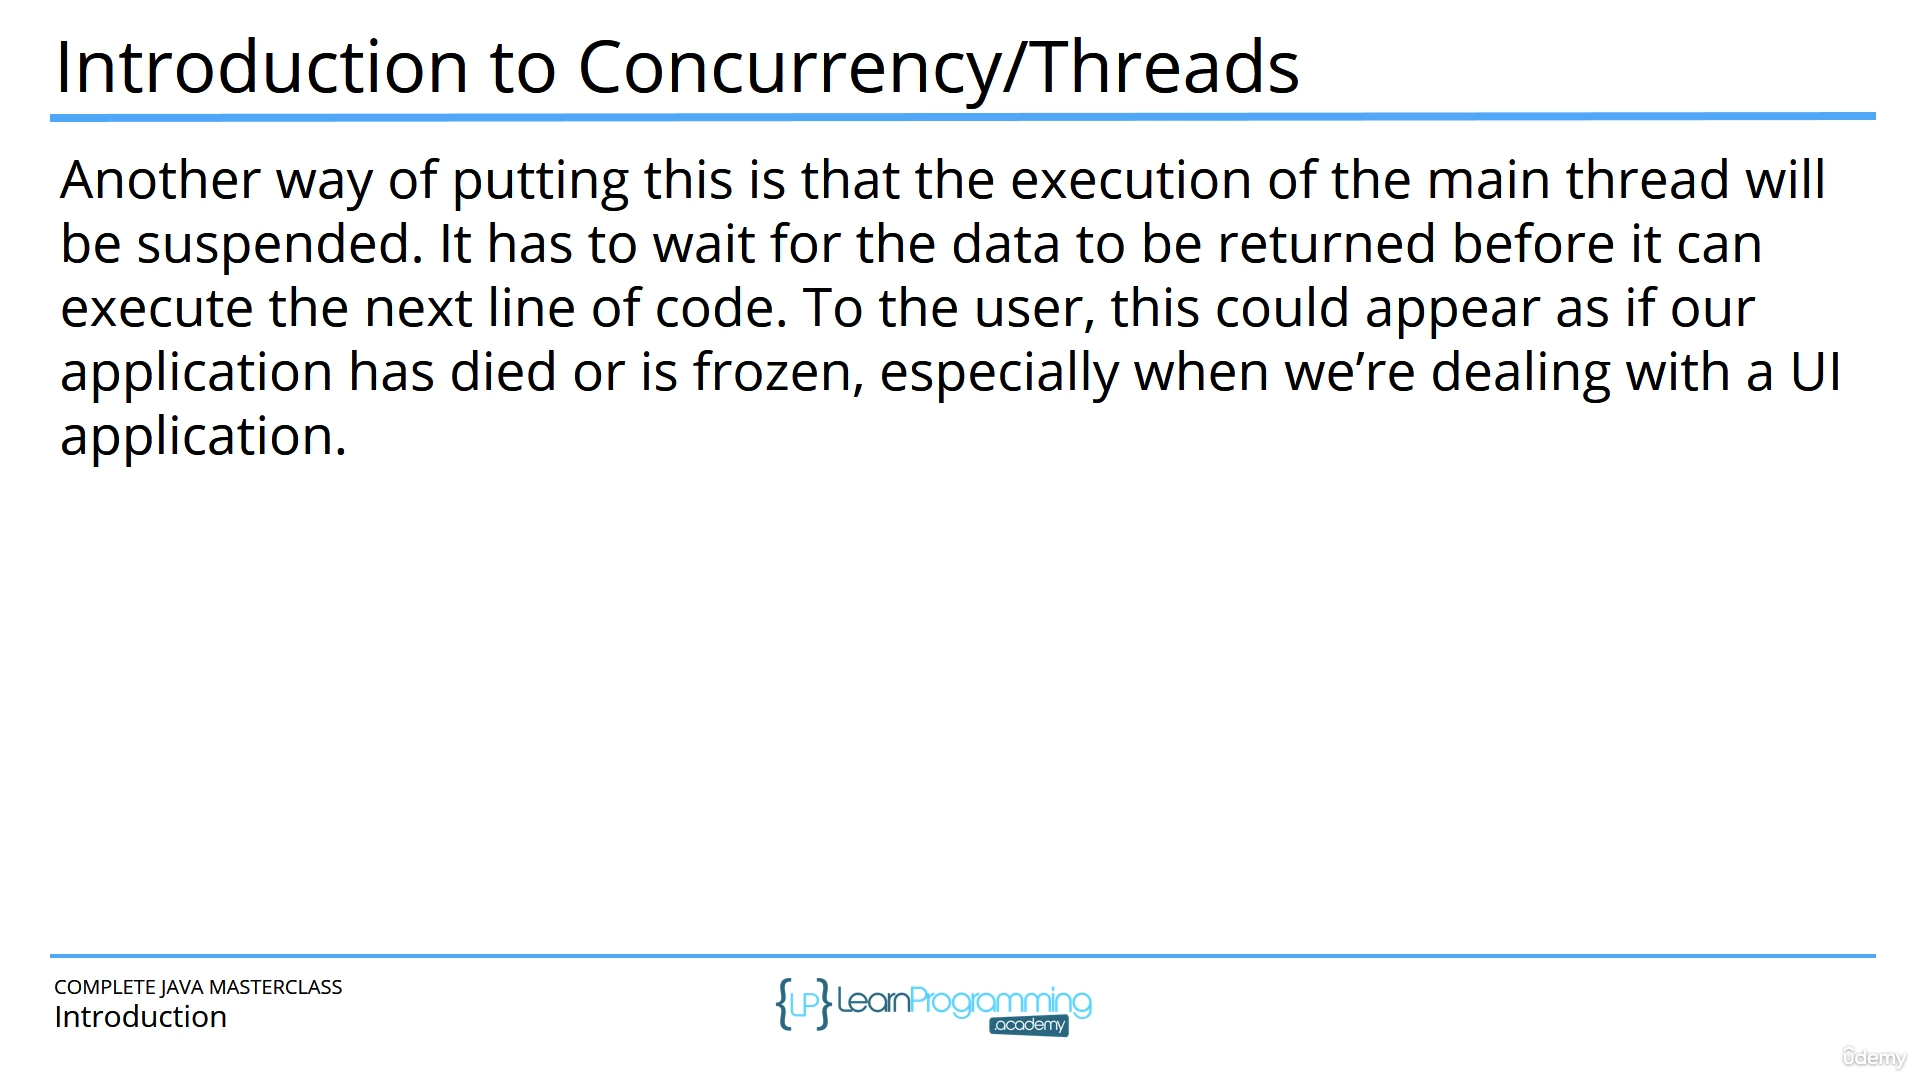 Introduction to Concurrency/Threads
Another way of putting this is that the execution of the main thread will
be suspended. It has to wait for the data to be returned before it can
execute the next line of code. To the user, this could appear as if our
application has died or is frozen, especially when we’re dealing with a UI
application.
COMPLETE JAVA MASTERCLASS
Introduction
{LP} LearnProgramming
.academy
ûdemy